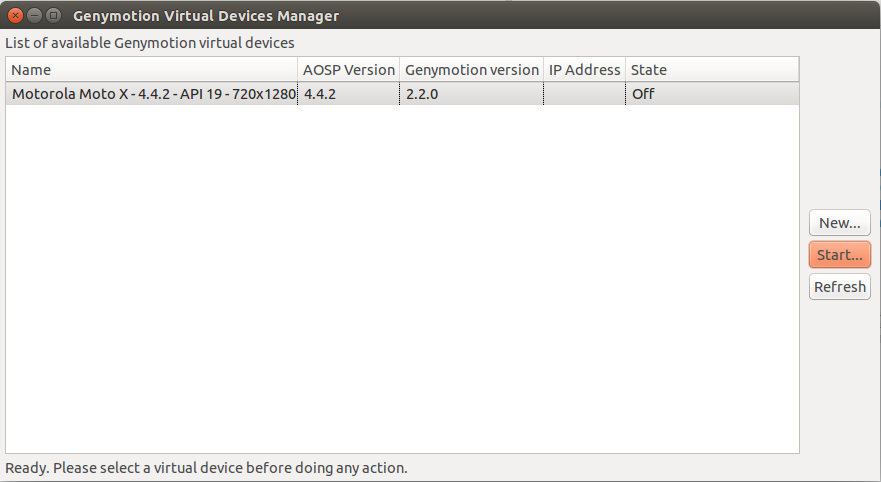 Genymotion Virtual Devices Manager
List of available Genymotion virtual devices
Name AOSP Version Genymotion version IP Address State
Motorola Moto X - 4.4.2 - API 19 - 720x1280 4.4.2 2.2.0 Off
New...
Start...
Refresh
Ready. Please select a virtual device before doing any action.